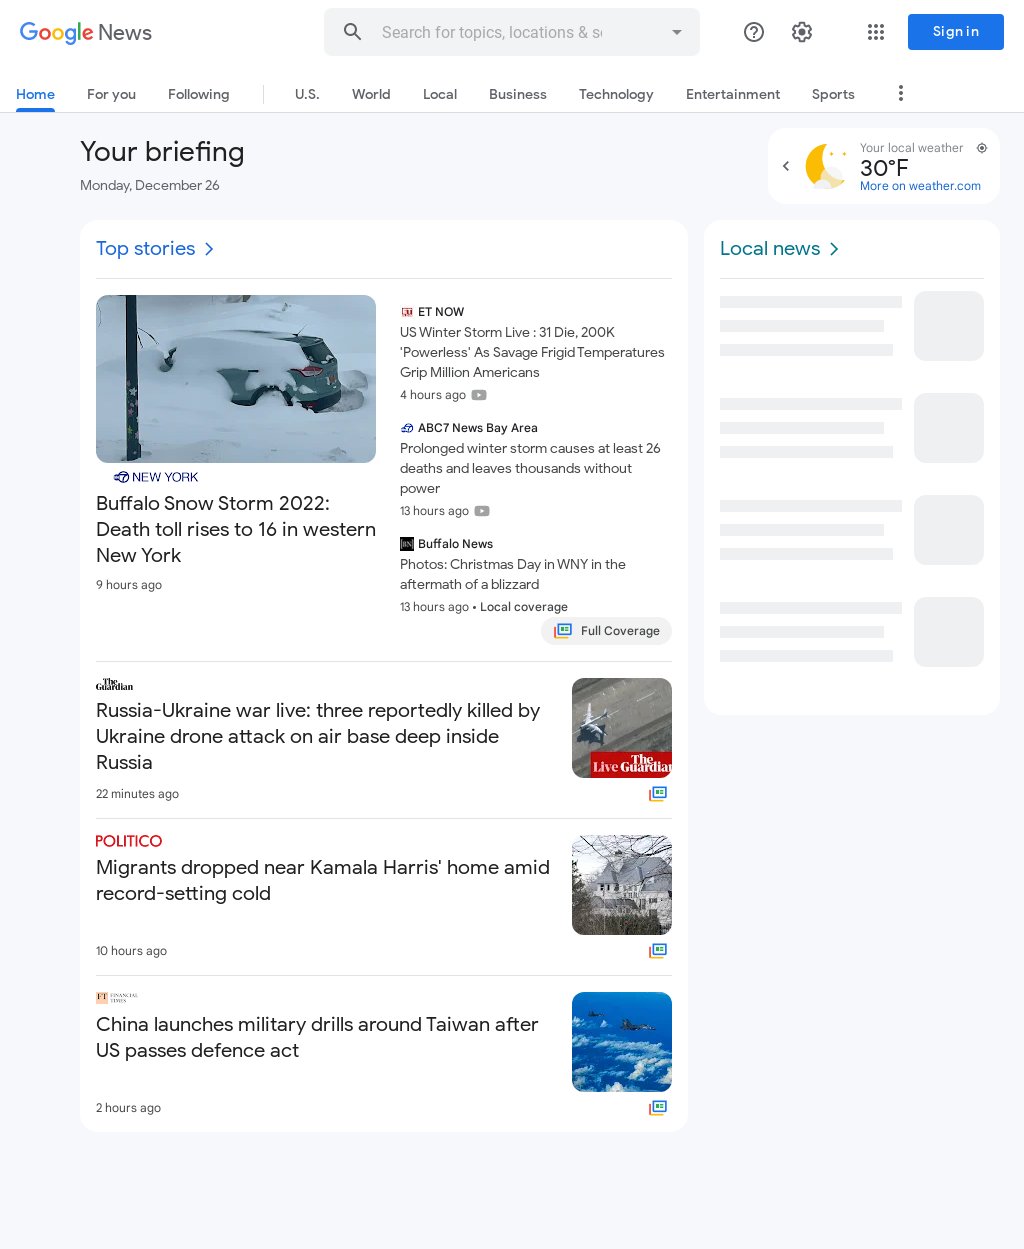 Google News
Search for topics, locations & so
Sign in
Home
For you
Following
U.S.
World
Local
Business
Technology
Entertainment
Sports
Your briefing
Monday, December 26
Your local weather
30°F
More on weather.com
Top stories
NEW YORK
Buffalo Snow Storm 2022:
Death toll rises to 16 in western
New York
9 hours ago
ET NOW
US Winter Storm Live : 31 Die, 200K
'Powerless' As Savage Frigid Temperatures
Grip Million Americans
4 hours ago
ABC7 News Bay Area
Prolonged winter storm causes at least 26
deaths and leaves thousands without
power
13 hours ago
Buffalo News
Photos: Christmas Day in WNY in the
aftermath of a blizzard
13 hours ago • Local coverage
Full Coverage
The
Guardian
Russia-Ukraine war live: three reportedly killed by
Ukraine drone attack on air base deep inside
Russia
22 minutes ago
The
Live Guardian
POLITICO
Migrants dropped near Kamala Harris' home amid
record-setting cold
10 hours ago
FT FINANCIAL
TIMES
China launches military drills around Taiwan after
US passes defence act
2 hours ago
Local news